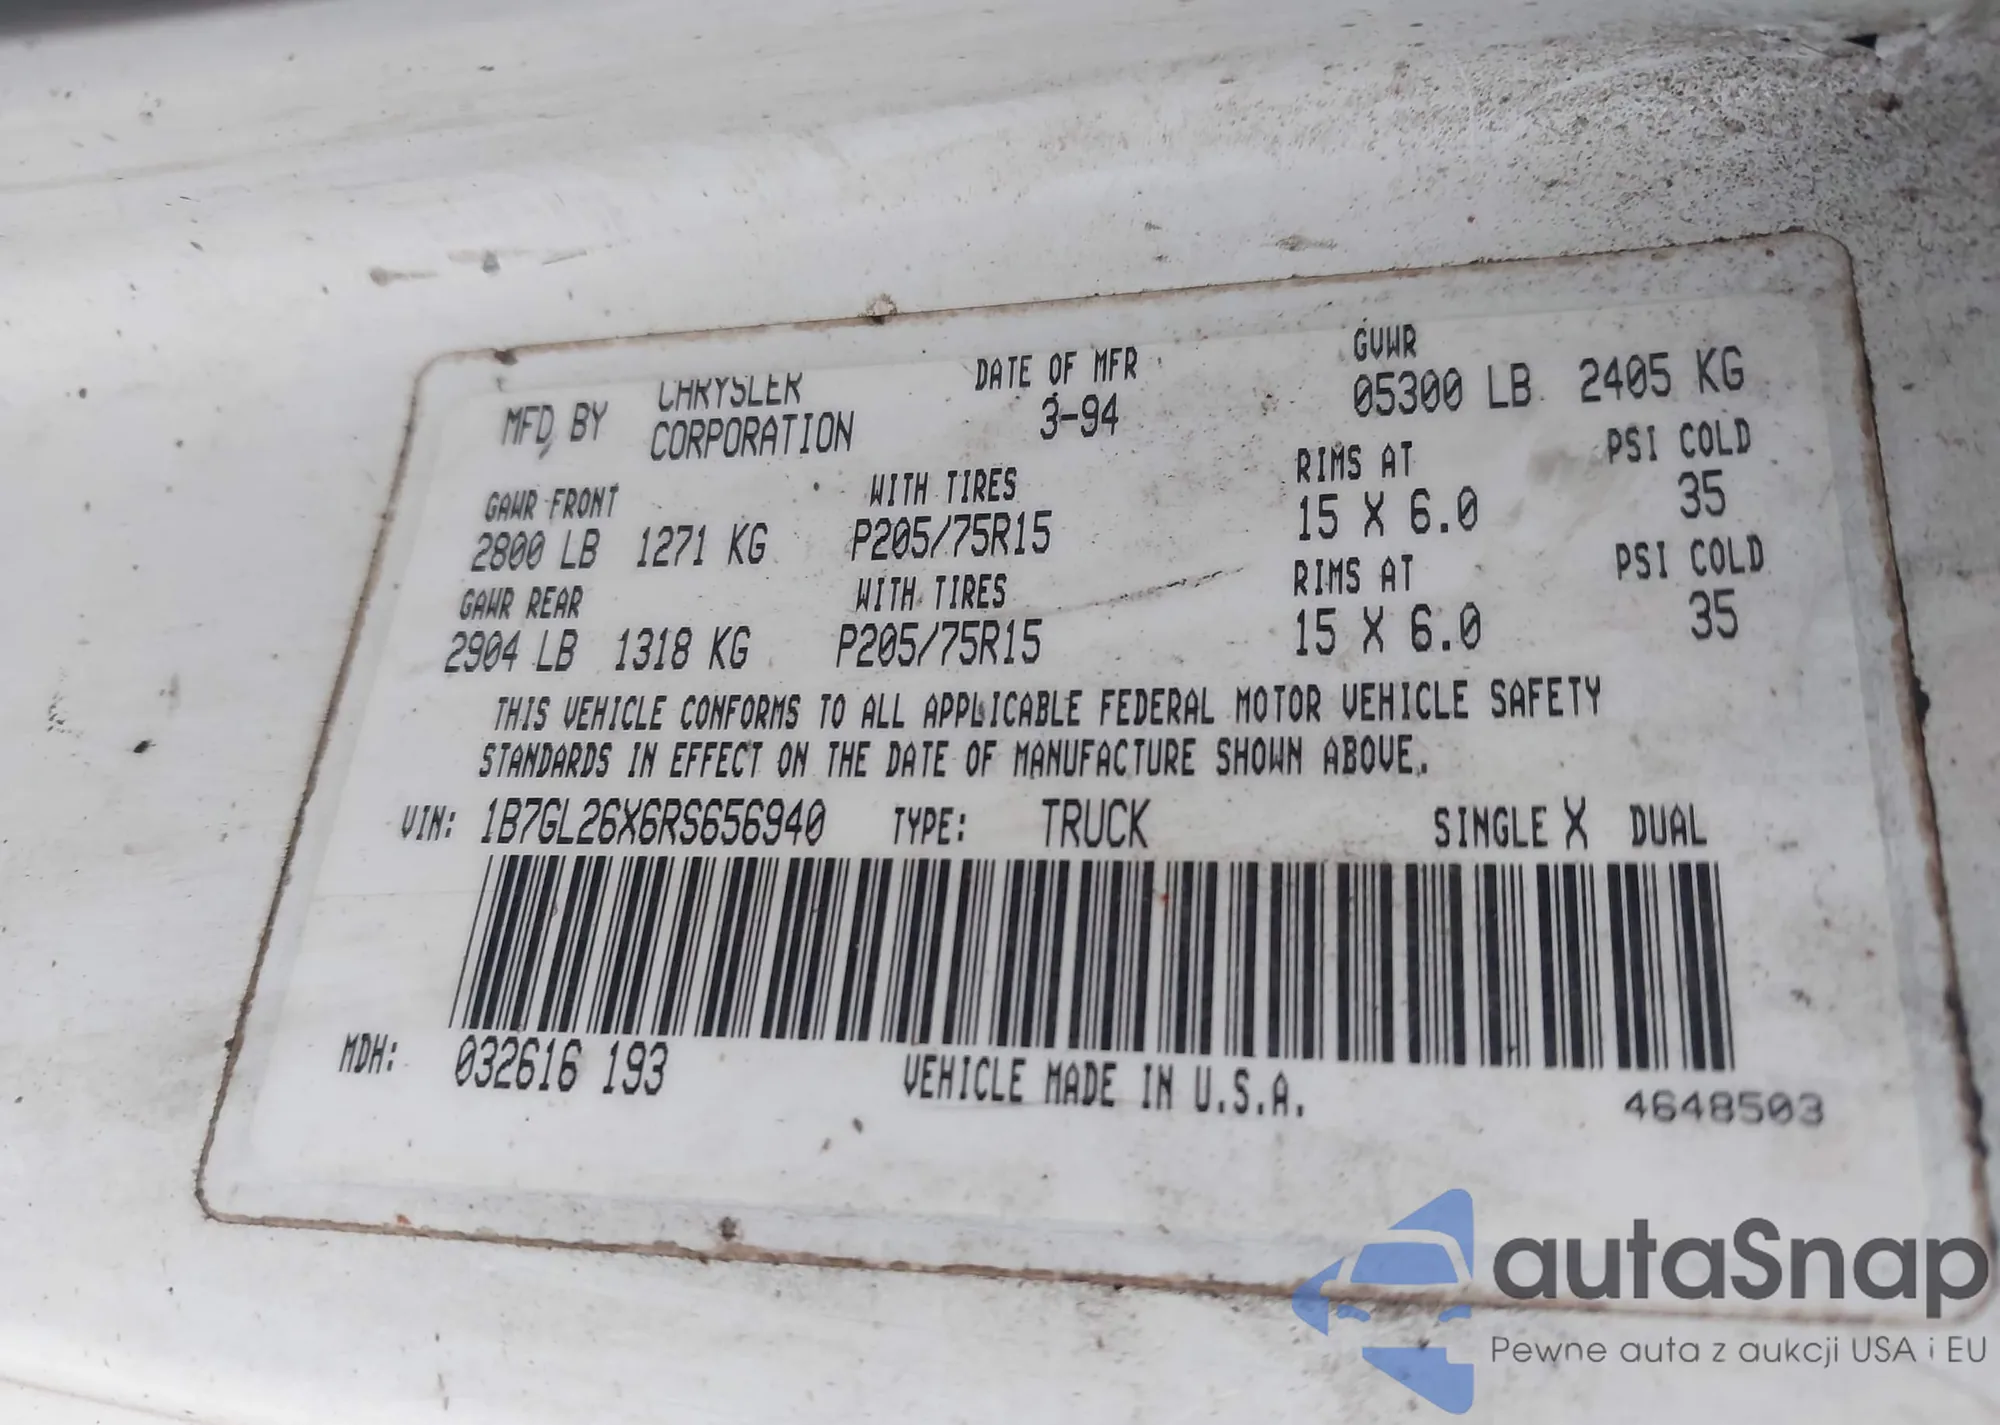 MFD BY CHRYSLER CORPORATION DATE OF MFR 3-94 GVWR 05300 LB 2405 KG
GAWR FRONT WITH TIRES RIMS AT PSI COLD
2800 LB 1271 KG P205/75R15 15 X 6.0 35
GAWR REAR WITH TIRES RIMS AT PSI COLD
2904 LB 1318 KG P205/75R15 15 X 6.0 35
THIS VEHICLE CONFORMS TO ALL APPLICABLE FEDERAL MOTOR VEHICLE SAFETY
STANDARDS IN EFFECT ON THE DATE OF MANUFACTURE SHOWN ABOVE.
VIN: 1B7GL26X6RS656940 TYPE: TRUCK SINGLE X DUAL
MDH: 032616 193 VEHICLE MADE IN U.S.A. 4648503
autaSnap
Pewne auta z aukcji USA i EU